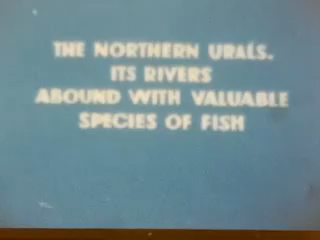 THE NORTHERN URALS.
ITS RIVERS
ABOUND WITH VALUABLE
SPECIES OF FISH